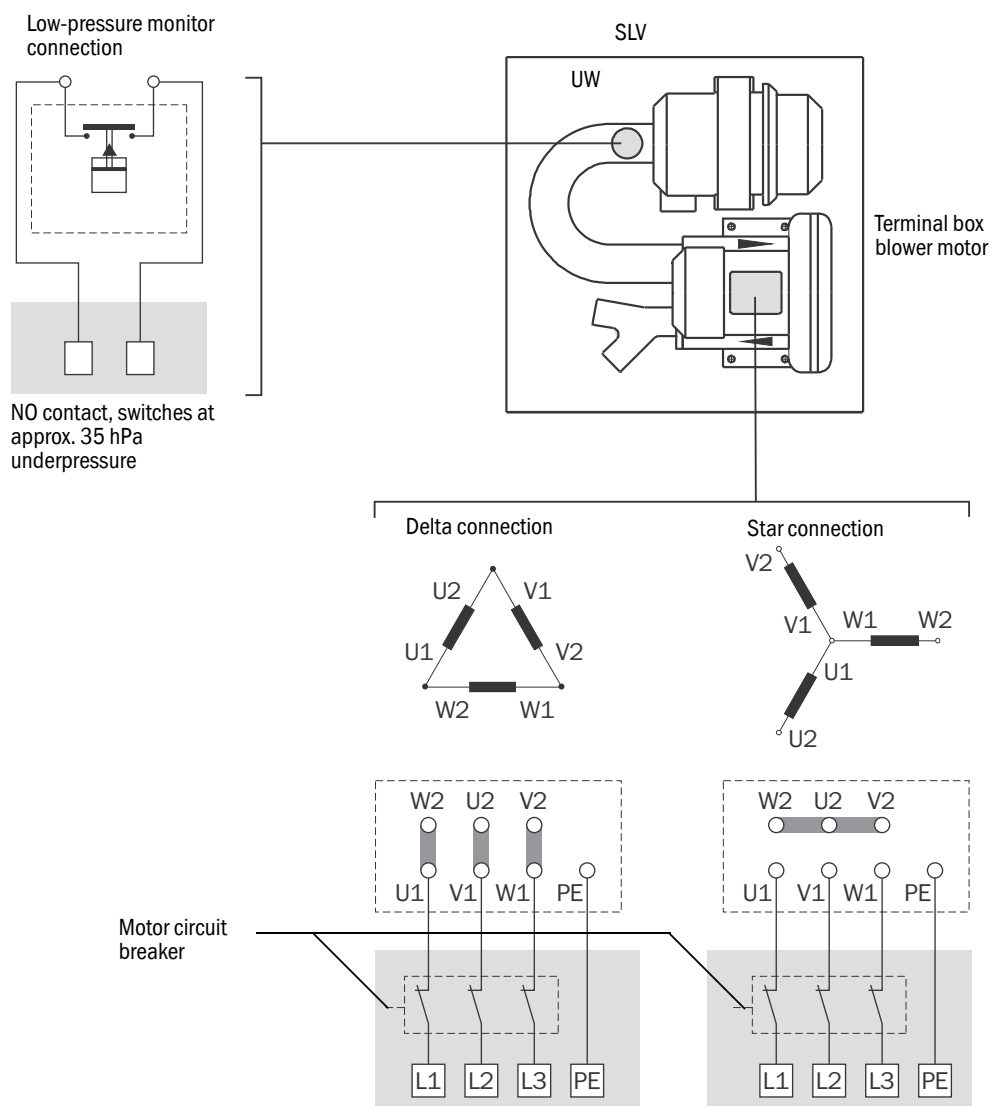 Low-pressure monitor
connection
SLV
UW
Terminal box
blower motor
NO contact, switches at
approx. 35 hPa
underpressure
Delta connection
U2 V1
U1 V2
W2 W1
Star connection
V2
V1 W1 W2
U1
U2
W2 U2 V2
U1 V1 W1 PE
W2 U2 V2
U1 V1 W1 PE
Motor circuit
breaker
L1 L2 L3 PE
L1 L2 L3 PE